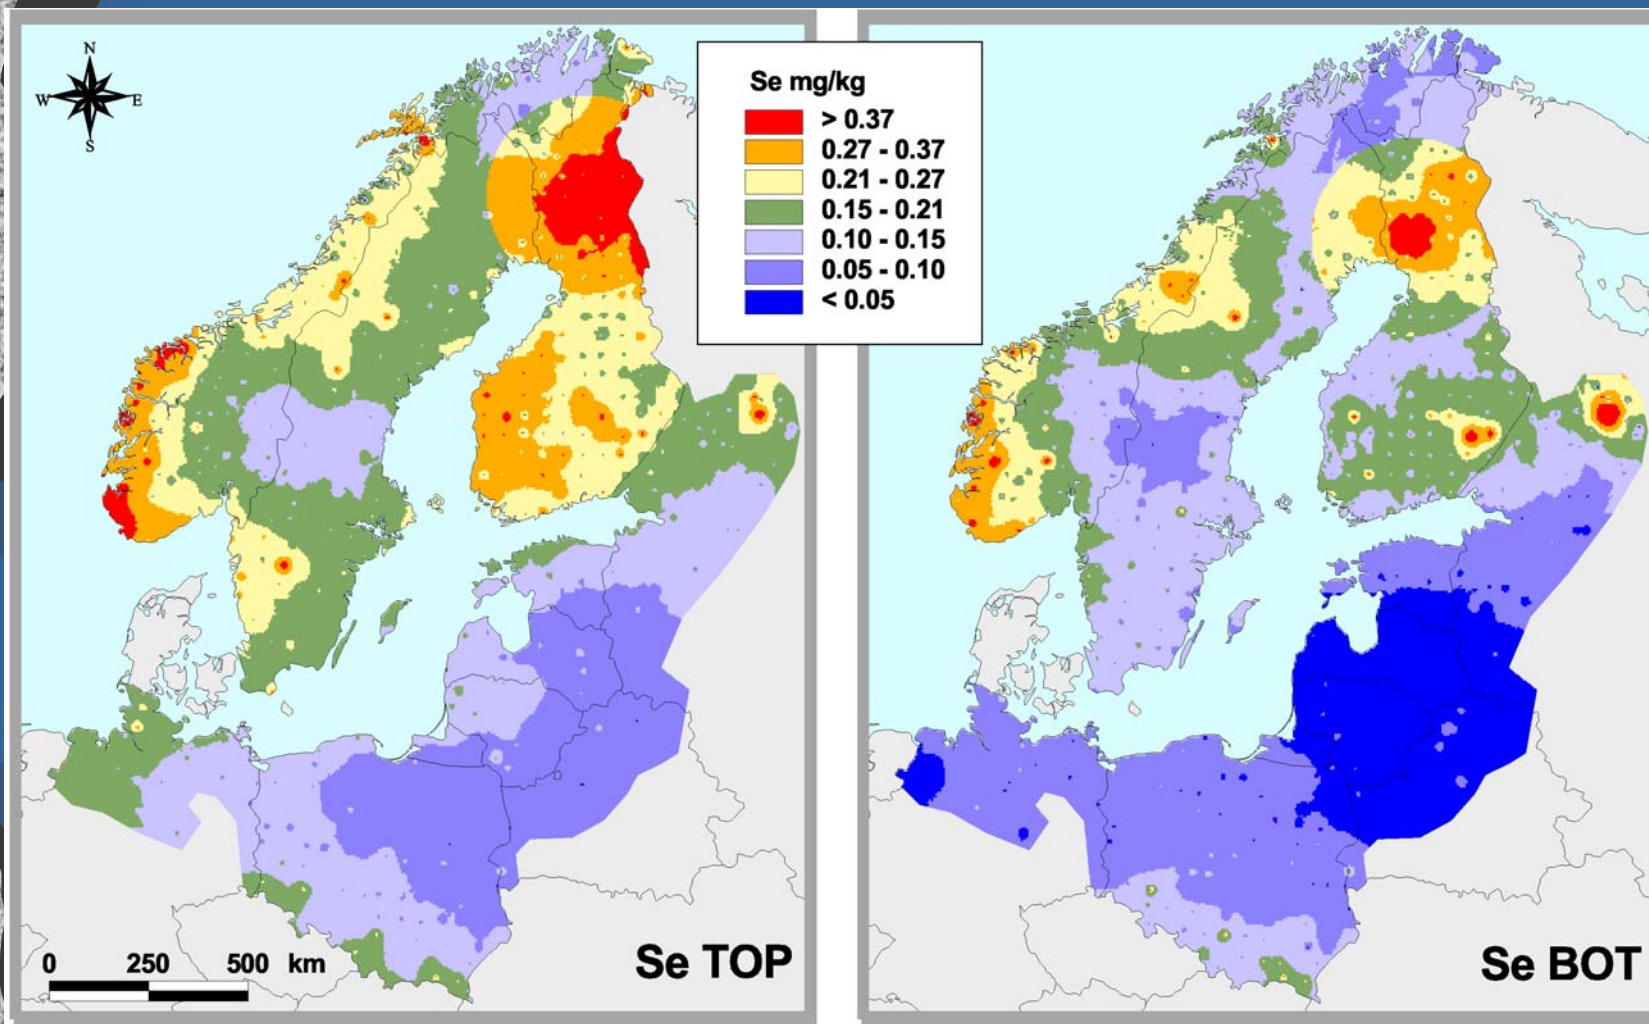 N
W E
S
Se mg/kg
> 0.37
0.27 - 0.37
0.21 - 0.27
0.15 - 0.21
0.10 - 0.15
0.05 - 0.10
< 0.05
0 250 500 km
Se TOP
Se BOT